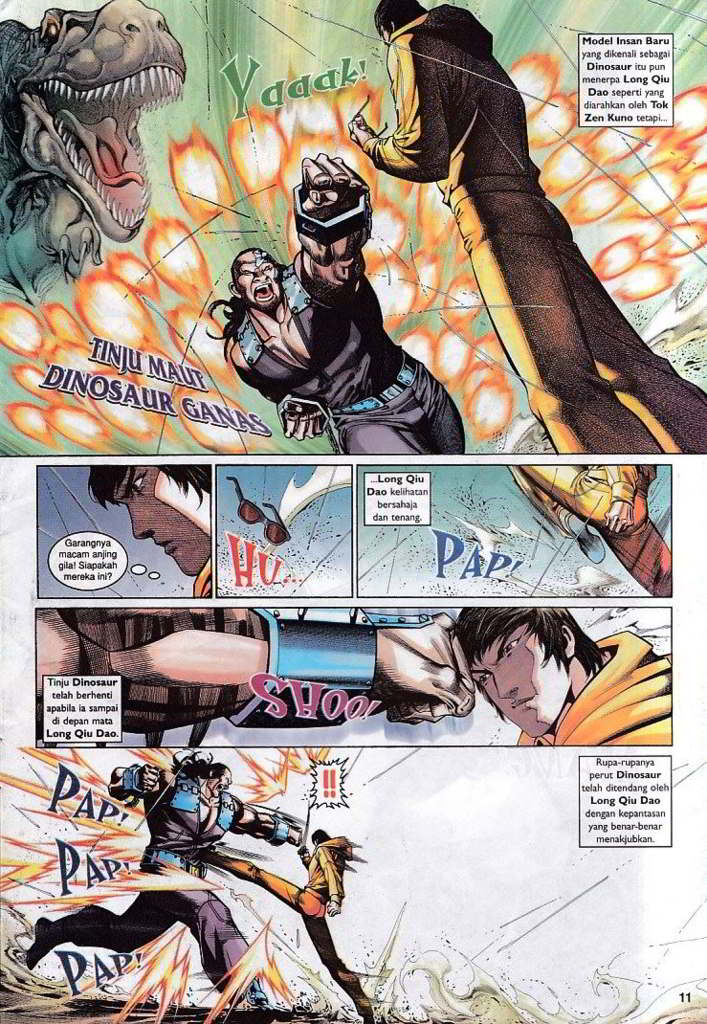 Yaaak!
Model Insan Baru
yang dikenali sebagai
Dinosaur itu pun
menerpa Long Qiu
Dao seperti yang
diarahkan oleh Tok
Zen Kuno tetapi...
TINJU MAUT
DINOSAUR GANAS
Garangnya
macam anjing
gila! Siapakah
mereka ini?
HU...
...Long Qiu
Dao kelihatan
bersahaja
dan tenang.
PAP!
Tinju Dinosaur
telah berhenti
apabila ia sampai
di depan mata
Long Qiu Dao.
SHOO!
PAP!
PAP!
PAP!
!!
Rupa-rupanya
perut Dinosaur
telah ditendang oleh
Long Qiu Dao
dengan kepantasan
yang benar-benar
menakjubkan.
11